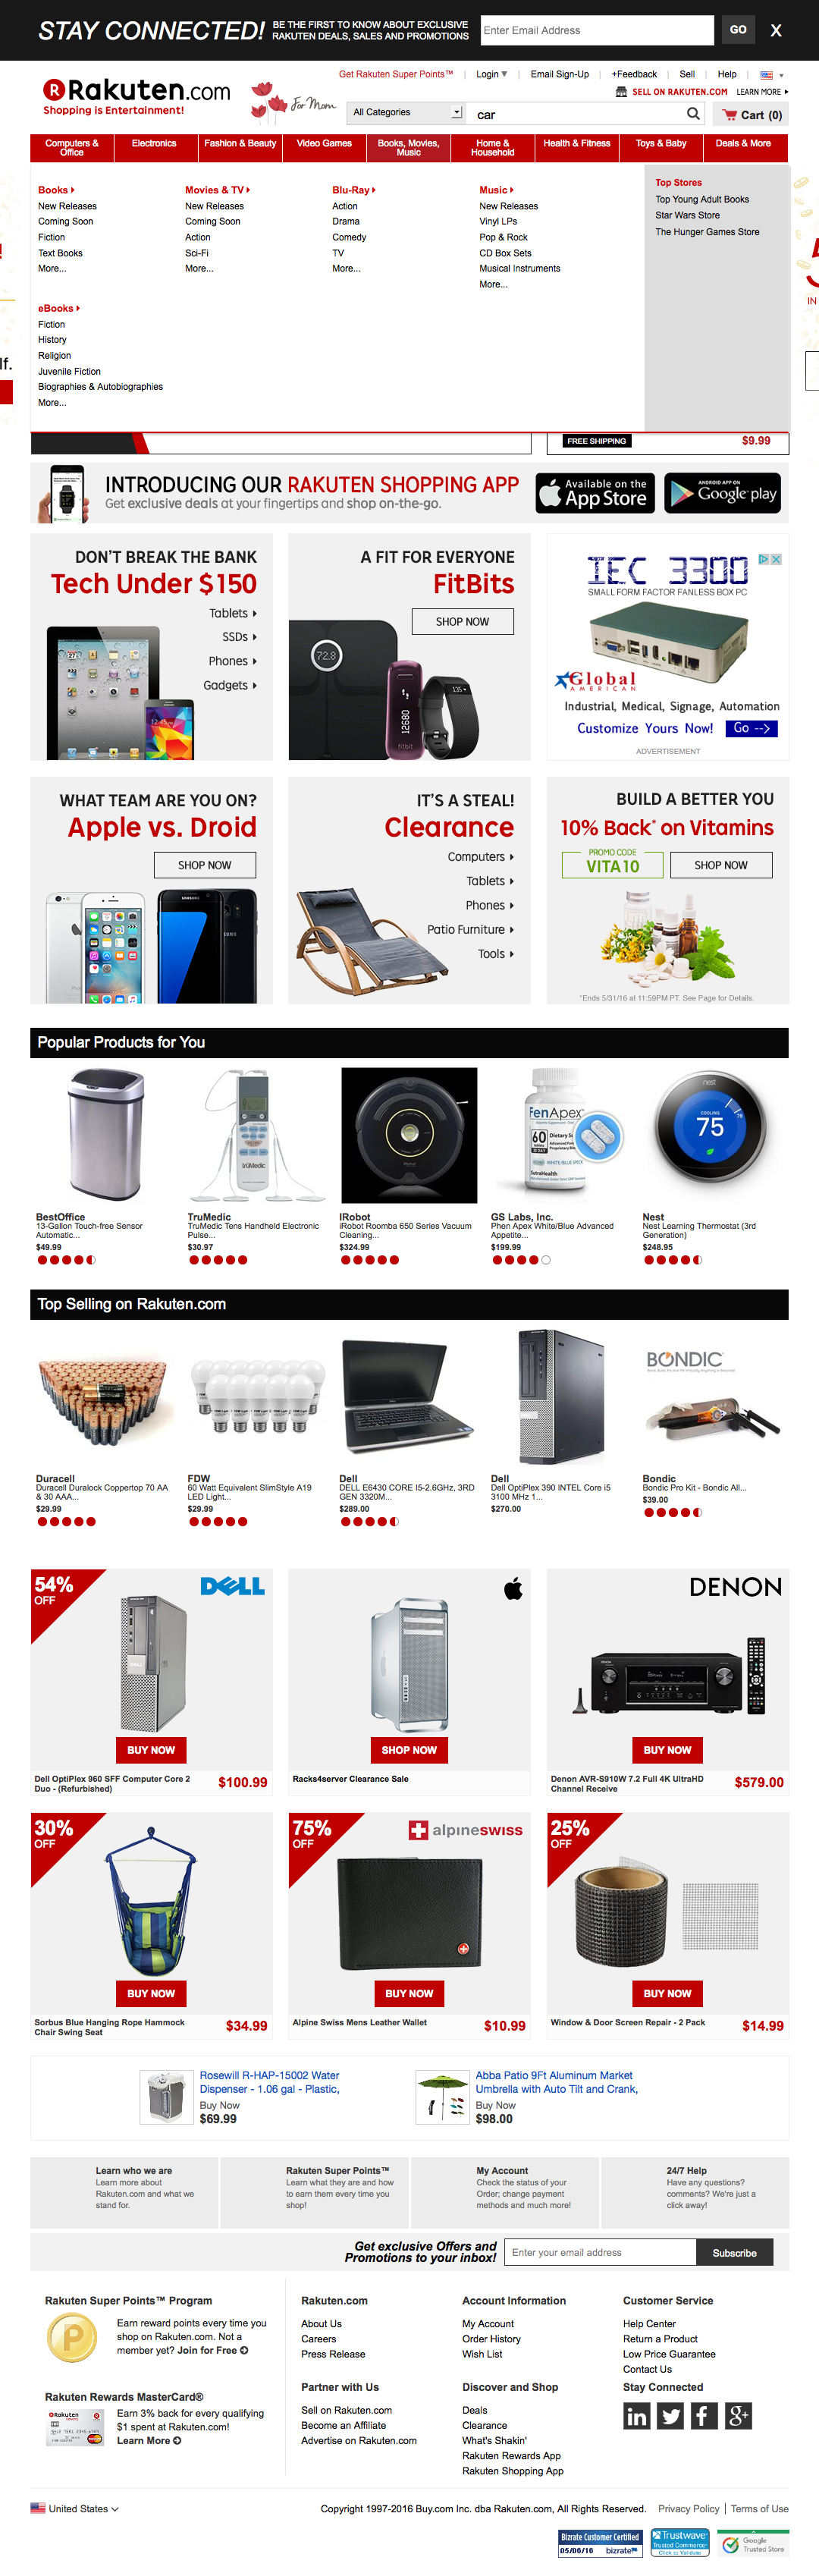 STAY CONNECTED!
BE THE FIRST TO KNOW ABOUT EXCLUSIVE
RAKUTEN DEALS, SALES AND PROMOTIONS
Enter Email Address
GO
X
Get Rakuten Super Points™
Login
Email Sign-Up
+Feedback
Sell
Help
SELL ON RAKUTEN.COM
LEARN MORE
R Rakuten.com
Shopping is Entertainment!
For Mom
All Categories
car
Cart (0)
Computers &
Office
Electronics
Fashion & Beauty
Video Games
Books, Movies,
Music
Home &
Household
Health & Fitness
Toys & Baby
Deals & More
Books
New Releases
Coming Soon
Fiction
Text Books
More...
Movies & TV
New Releases
Coming Soon
Action
Sci-Fi
More...
Blu-Ray
Action
Drama
Comedy
TV
More...
Music
New Releases
Vinyl LPs
Pop & Rock
CD Box Sets
Musical Instruments
More...
Top Stores
Top Young Adult Books
Star Wars Store
The Hunger Games Store
eBooks
Fiction
History
Religion
Juvenile Fiction
Biographies & Autobiographies
More...
!
lf.
IN
FREE SHIPPING
$9.99
INTRODUCING OUR RAKUTEN SHOPPING APP
Get exclusive deals at your fingertips and shop on-the-go.
Available on the
App Store
ANDROID APP ON
Google play
DON'T BREAK THE BANK
Tech Under $150
Tablets
SSDs
Phones
Gadgets
A FIT FOR EVERYONE
FitBits
SHOP NOW
72.8
12680
fitbit
135
IEC 3300
SMALL FORM FACTOR FANLESS BOX PC
Global
AMERICAN
Industrial, Medical, Signage, Automation
Customize Yours Now!
Go -->
ADVERTISEMENT
WHAT TEAM ARE YOU ON?
Apple vs. Droid
SHOP NOW
SAMSUNG
IT'S A STEAL!
Clearance
Computers
Tablets
Phones
Patio Furniture
Tools
BUILD A BETTER YOU
10% Back* on Vitamins
PROMO CODE
VITA10
SHOP NOW
*Ends 5/31/16 at 11:59PM PT. See Page for Details.
Popular Products for You
FenApex
60
nest
COOLING
75
BestOffice
13-Gallon Touch-free Sensor
Automatic...
$49.99
TruMedic
TruMedic Tens Handheld Electronic
Pulse...
$30.97
IRobot
iRobot Roomba 650 Series Vacuum
Cleaning...
$324.99
GS Labs, Inc.
Phen Apex White/Blue Advanced
Appetite...
$199.99
Nest
Nest Learning Thermostat (3rd
Generation)
$248.95
Top Selling on Rakuten.com
BONDIC
Duracell
Duracell Duralock Coppertop 70 AA
& 30 AAA...
$29.99
FDW
60 Watt Equivalent SlimStyle A19
LED Light...
$29.99
Dell
DELL E6430 CORE I5-2.6GHz, 3RD
GEN 3320M...
$289.00
Dell
Dell OptiPlex 390 INTEL Core i5
3100 MHz 1...
$270.00
Bondic
Bondic Pro Kit - Bondic All...
$39.00
54%
OFF
DELL
BUY NOW
Dell OptiPlex 960 SFF Computer Core 2
Duo - (Refurbished)
$100.99
SHOP NOW
Racks4server Clearance Sale
DENON
BUY NOW
Denon AVR-S910W 7.2 Full 4K UltraHD
Channel Receive
$579.00
30%
OFF
BUY NOW
Sorbus Blue Hanging Rope Hammock
Chair Swing Seat
$34.99
75%
OFF
alpineswiss
BUY NOW
Alpine Swiss Mens Leather Wallet
$10.99
25%
OFF
BUY NOW
Window & Door Screen Repair - 2 Pack
$14.99
Rosewill R-HAP-15002 Water
Dispenser - 1.06 gal - Plastic,
Buy Now
$69.99
Abba Patio 9Ft Aluminum Market
Umbrella with Auto Tilt and Crank,
Buy Now
$98.00
Learn who we are
Learn more about
Rakuten.com and what we
stand for.
Rakuten Super Points™
Learn what they are and how
to earn them every time you
shop!
My Account
Check the status of your
Order; change payment
methods and much more!
24/7 Help
Have any questions?
comments? We're just a
click away!
Get exclusive Offers and
Promotions to your inbox!
Enter your email address
Subscribe
Rakuten Super Points™ Program
P
Earn reward points every time you
shop on Rakuten.com. Not a
member yet? Join for Free
Rakuten Rewards MasterCard®
Rakuten
MasterCard
Earn 3% back for every qualifying
$1 spent at Rakuten.com!
Learn More
Rakuten.com
About Us
Careers
Press Release
Account Information
My Account
Order History
Wish List
Customer Service
Help Center
Return a Product
Low Price Guarantee
Contact Us
Partner with Us
Sell on Rakuten.com
Become an Affiliate
Advertise on Rakuten.com
Discover and Shop
Deals
Clearance
What's Shakin'
Rakuten Rewards App
Rakuten Shopping App
Stay Connected
in
f
g+
United States
Copyright 1997-2016 Buy.com Inc. dba Rakuten.com, All Rights Reserved.
Privacy Policy
Terms of Use
Bizrate Customer Certified
05/06/16 bizrate
Trustwave
Trusted Commerce
Click to Validate
Google
Trusted Store